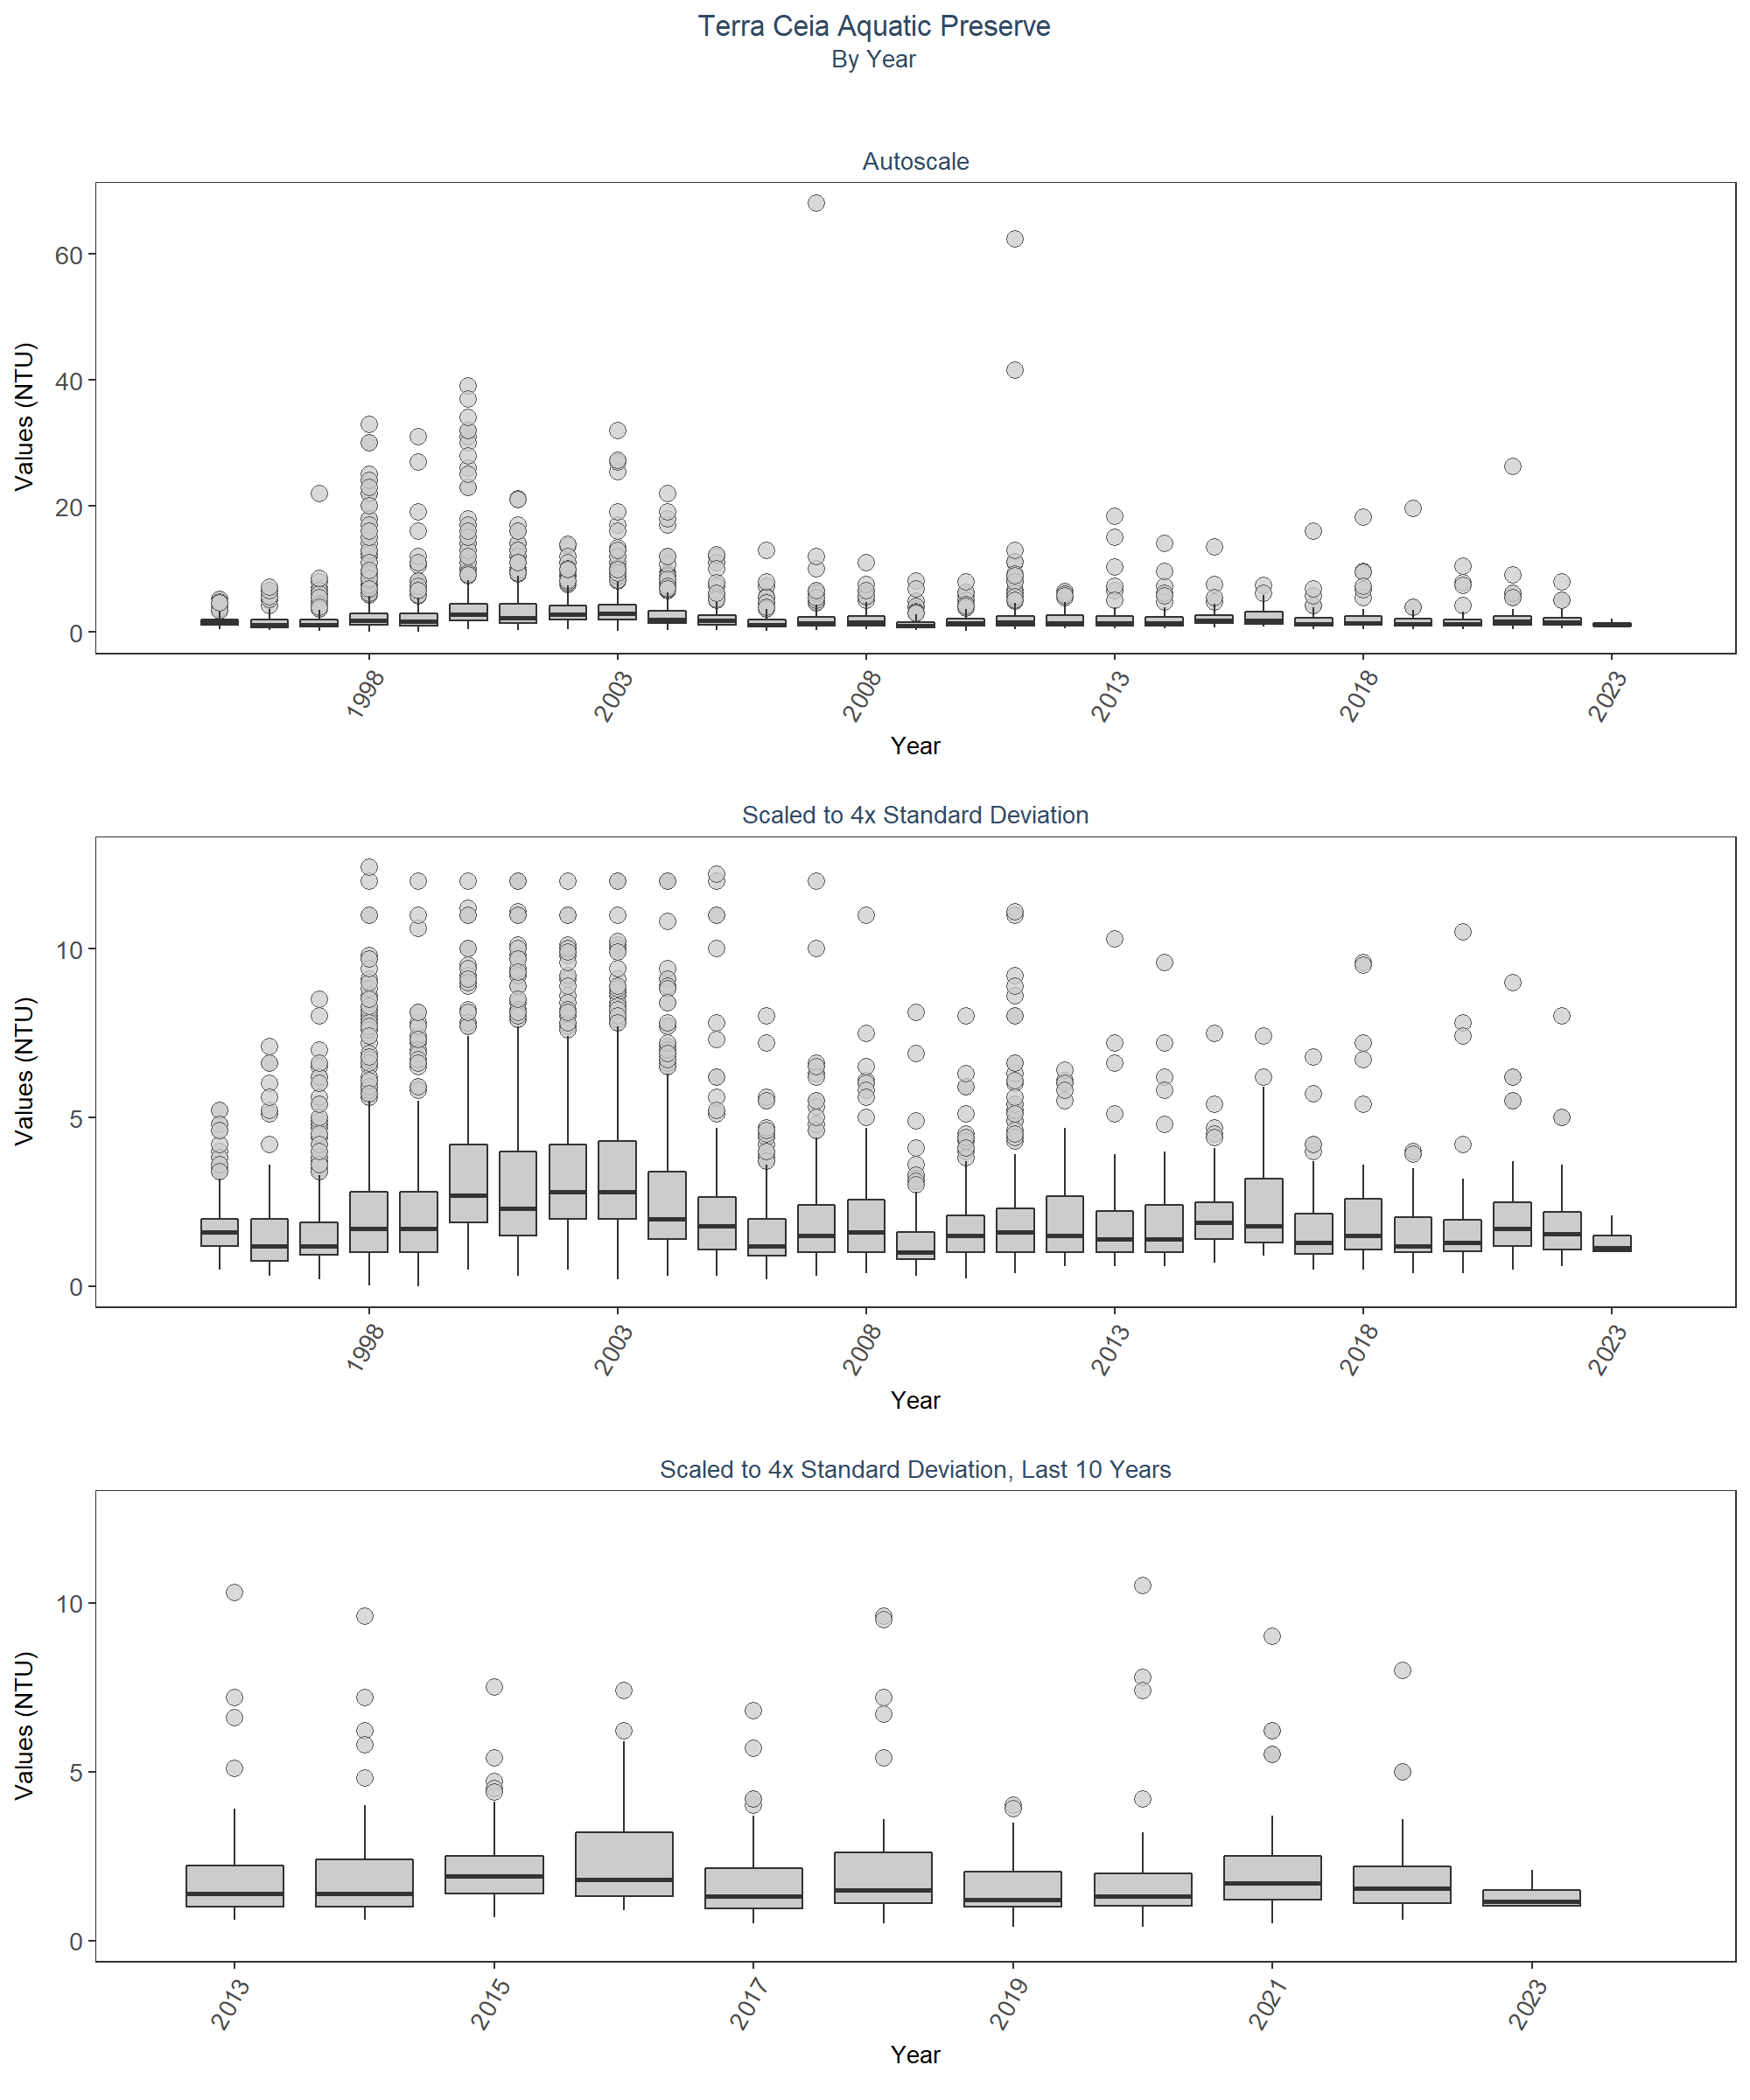 Terra Ceia Aquatic Preserve
By Year
Autoscale
Values (NTU)
60
40
20
0
1998
2003
2008
2013
2018
2023
Year
Scaled to 4x Standard Deviation
Values (NTU)
10
5
0
1998
2003
2008
2013
2018
2023
Year
Scaled to 4x Standard Deviation, Last 10 Years
Values (NTU)
10
5
0
2013
2015
2017
2019
2021
2023
Year